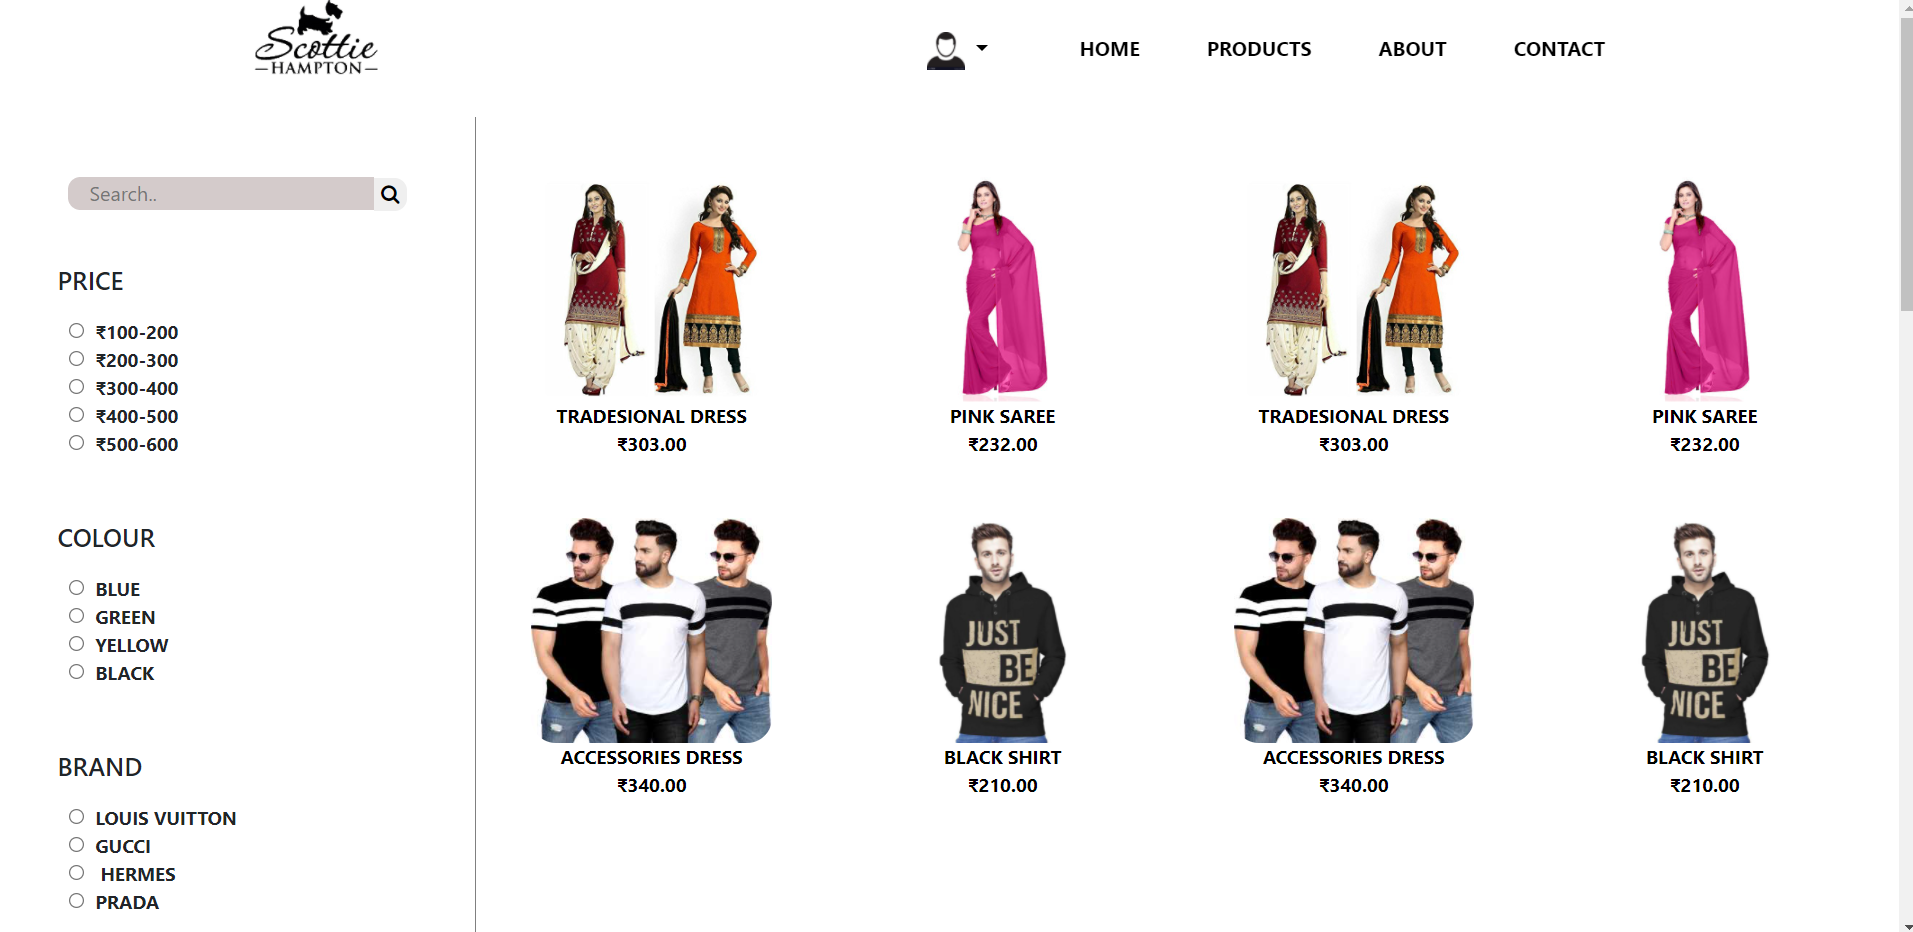 Scottie
HAMPTON
HOME PRODUCTS ABOUT CONTACT
Search..
PRICE
₹100-200
₹200-300
₹300-400
₹400-500
₹500-600
COLOUR
BLUE
GREEN
YELLOW
BLACK
BRAND
LOUIS VUITTON
GUCCI
HERMES
PRADA
TRADESIONAL DRESS
₹303.00
PINK SAREE
₹232.00
TRADESIONAL DRESS
₹303.00
PINK SAREE
₹232.00
ACCESSORIES DRESS
₹340.00
JUST
BE
NICE
BLACK SHIRT
₹210.00
ACCESSORIES DRESS
₹340.00
JUST
BE
NICE
BLACK SHIRT
₹210.00